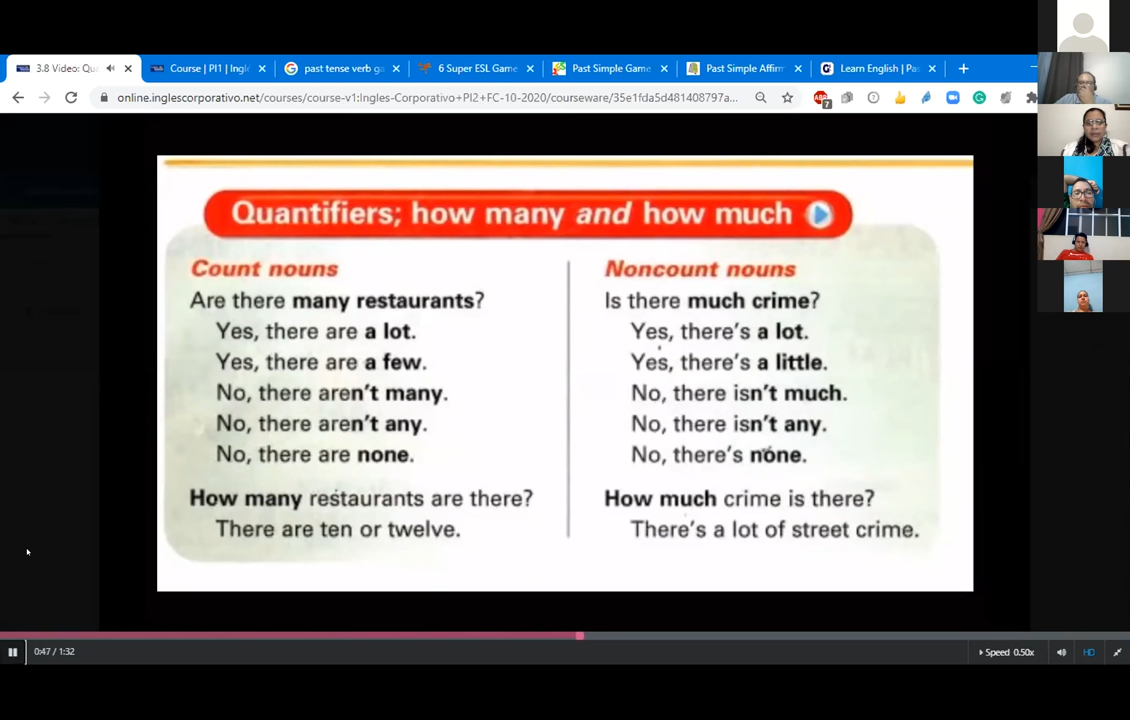 3.8 Video: Qu
Course | PI1 | Ingle
past tense verb ga
6 Super ESL Game
Past Simple Game
Past Simple Affirm
Learn English | Pas
online.inglescorporativo.net/courses/course-v1:Ingles-Corporativo+PI2+FC-10-2020/courseware/35e1fda5d481408797a...
7
Quantifiers; how many and how much
Count nouns
Are there many restaurants?
Yes, there are a lot.
Yes, there are a few.
No, there aren't many.
No, there aren't any.
No, there are none.
How many restaurants are there?
There are ten or twelve.
Noncount nouns
Is there much crime?
Yes, there's a lot.
Yes, there's a little.
No, there isn't much.
No, there isn't any.
No, there's none.
How much crime is there?
There's a lot of street crime.
0:47 / 1:32
Speed 0.50x
HD